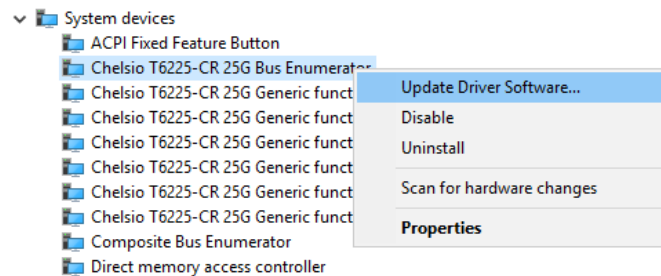 System devices
ACPI Fixed Feature Button
Chelsio T6225-CR 25G Bus Enumerator
Update Driver Software...
Chelsio T6225-CR 25G Generic funct
Disable
Chelsio T6225-CR 25G Generic funct
Uninstall
Chelsio T6225-CR 25G Generic funct
Chelsio T6225-CR 25G Generic funct
Scan for hardware changes
Chelsio T6225-CR 25G Generic funct
Chelsio T6225-CR 25G Generic funct
Properties
Composite Bus Enumerator
Direct memory access controller